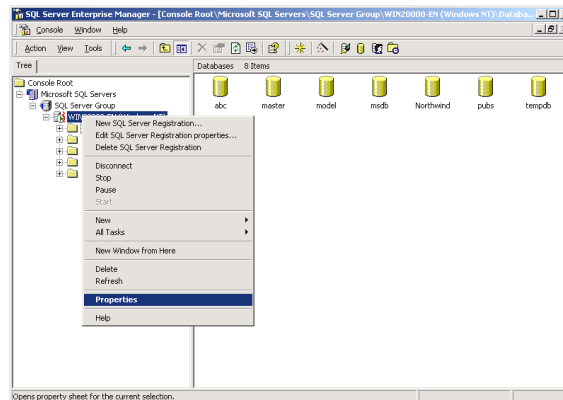 SQL Server Enterprise Manager - [Console Root\Microsoft SQL Servers\SQL Server Group\WIN20000-EN (Windows NT)\Databa...
Console Window Help
Action View Tools
Tree
Databases 8 Items
Console Root
Microsoft SQL Servers
SQL Server Group
abc master model msdb Northwind pubs tempdb
New SQL Server Registration...
Edit SQL Server Registration properties...
Delete SQL Server Registration
Disconnect
Stop
Pause
Start
New
All Tasks
New Window from Here
Delete
Refresh
Properties
Help
Opens property sheet for the current selection.